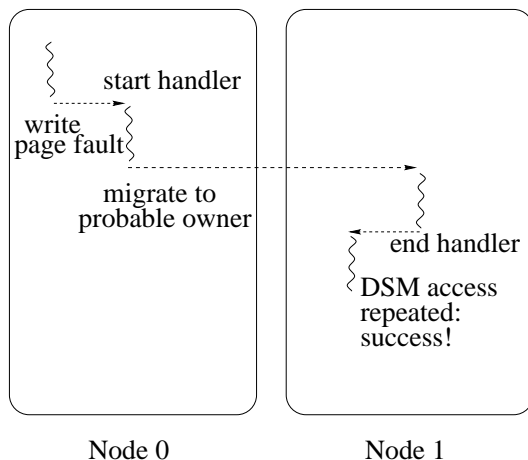 start handler
write
page fault
migrate to
probable owner
end handler
DSM access
repeated:
success!
Node 0
Node 1